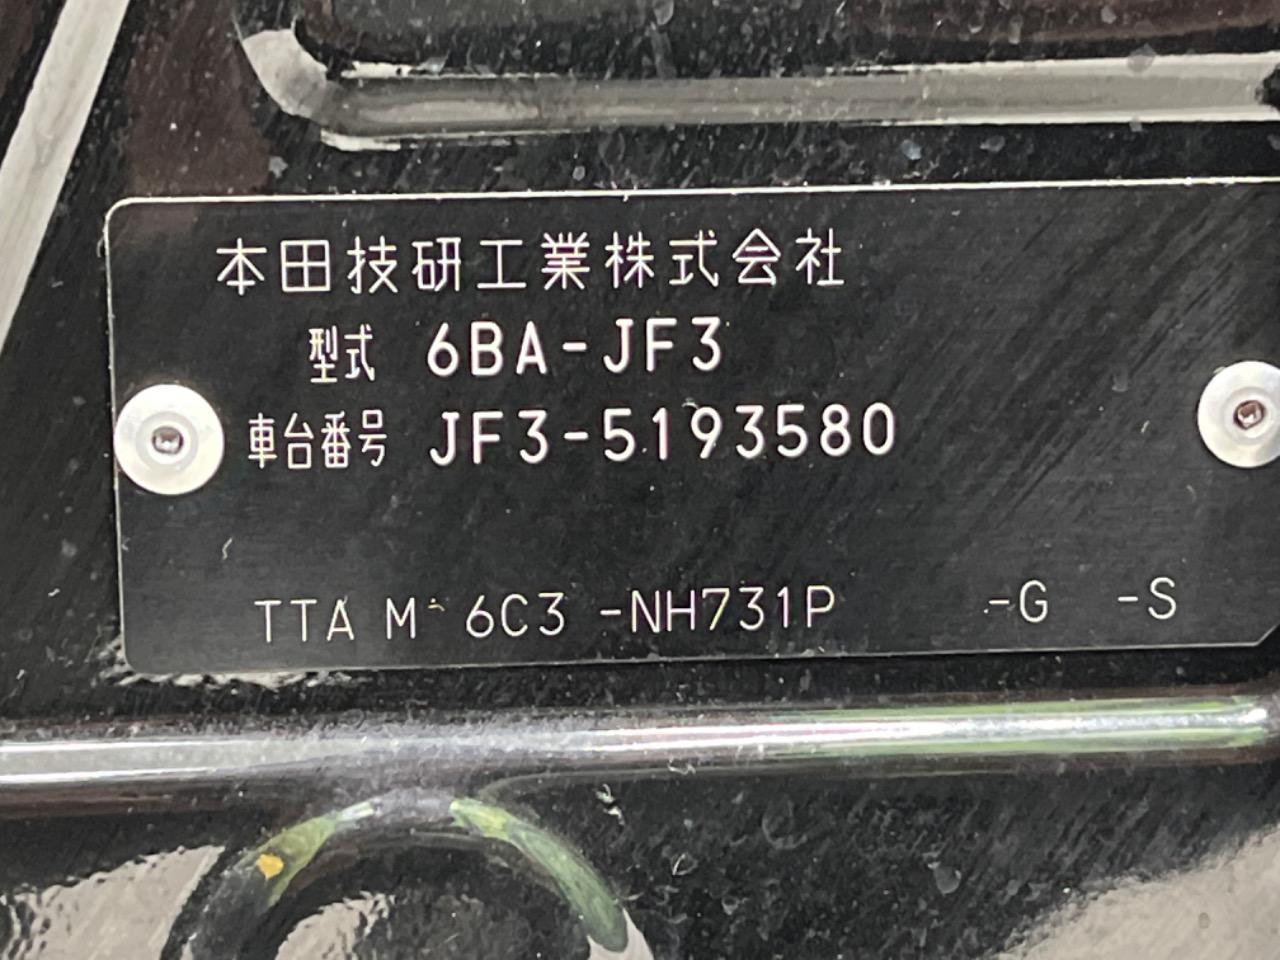 本田技研工業株式会社
型式 6BA-JF3
車台番号 JF3-5193580
TTA M 6C3 -NH731P -G -S